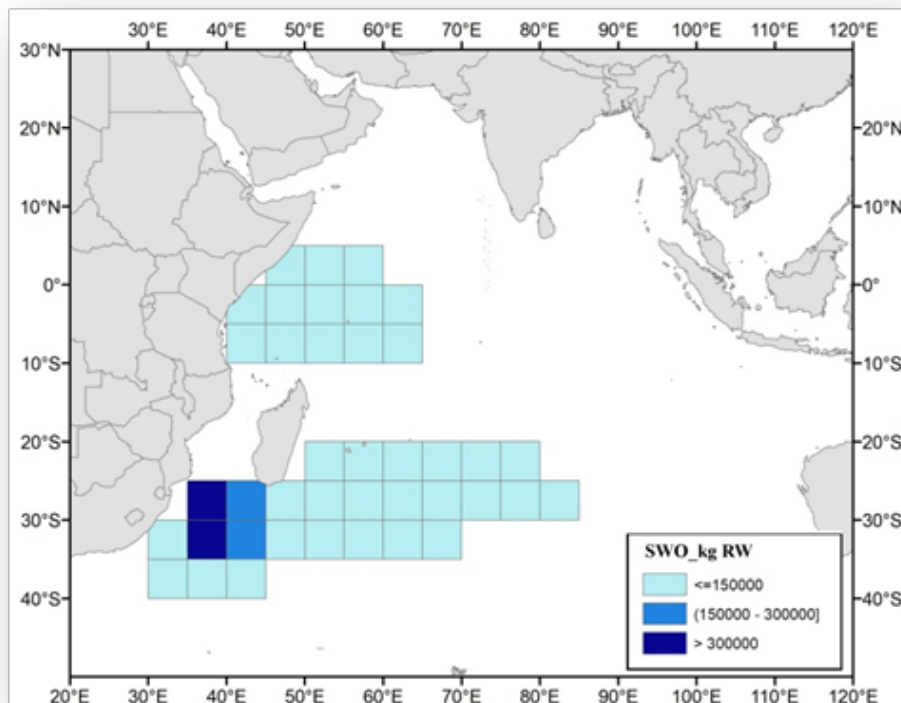 30°E 40°E 50°E 60°E 70°E 80°E 90°E 100°E 110°E 120°E
30°N
20°N 20°N
10°N 10°N
0° 0°
10°S 10°S
20°S 20°S
30°S 30°S
SWO_kg RW
<=150000
40°S 40°S
(150000 - 300000]
> 300000
20°E 30°E 40°E 50°E 60°E 70°E 80°E 90°E 100°E 110°E 120°E